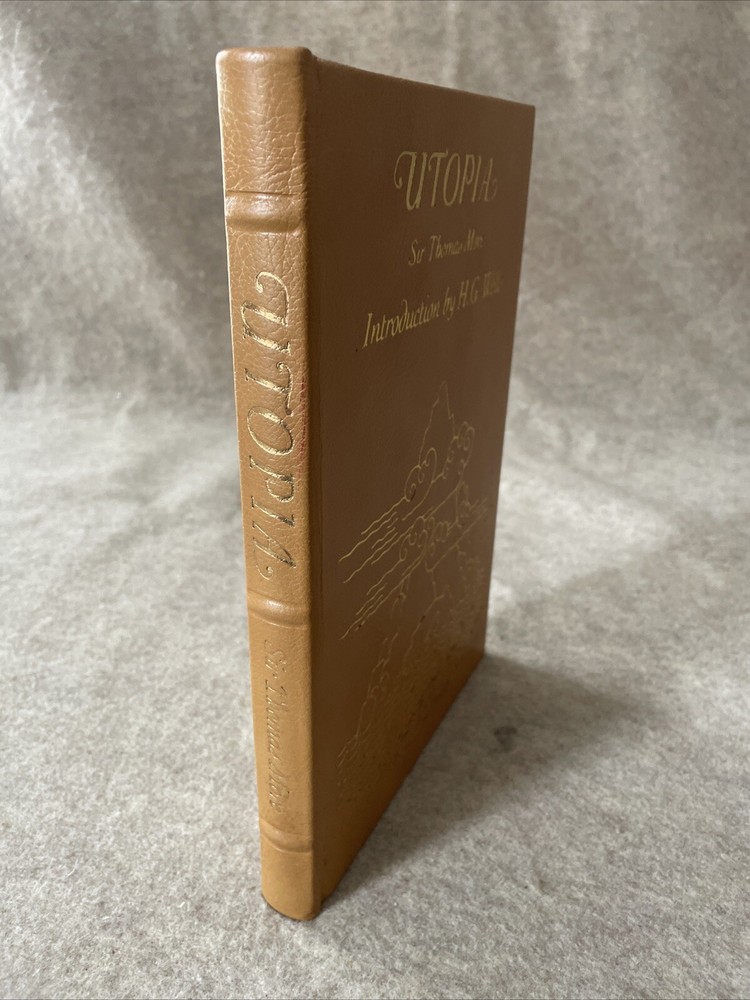 UTOPIA
Sir Thomas More
Introduction by H.G. Wells
UTOPIA
Sir Thomas More